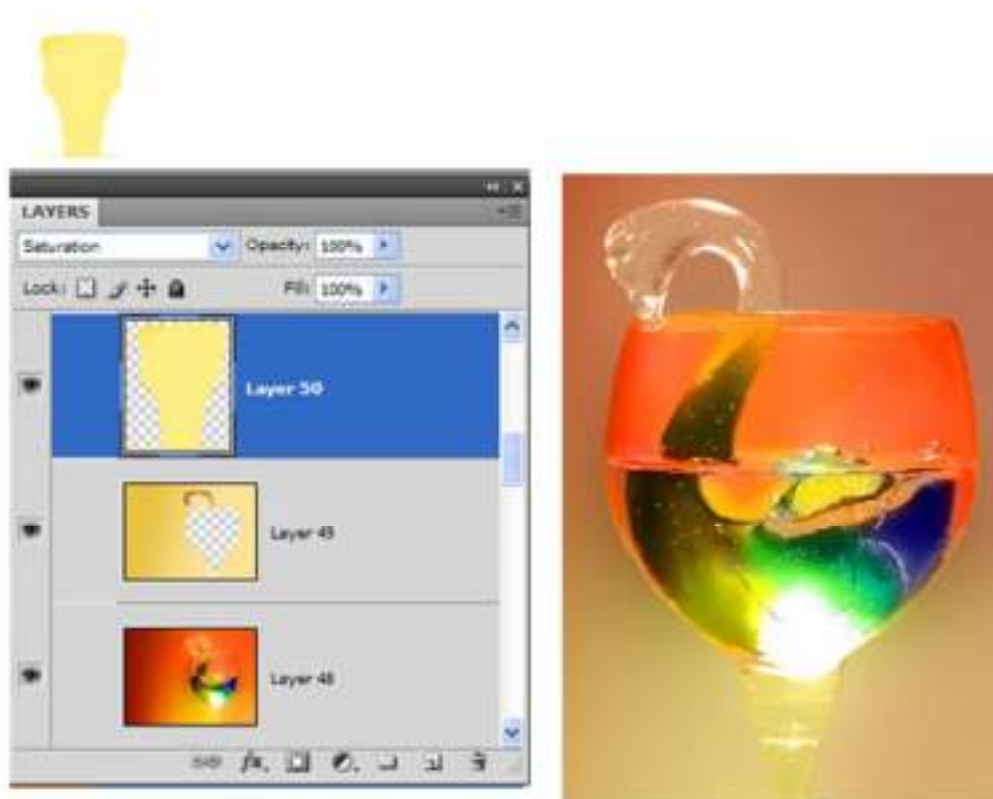 LAYERS
Saturation Opacity: 100%
Lock: Fill: 100%
Layer 50
Layer 49
Layer 48